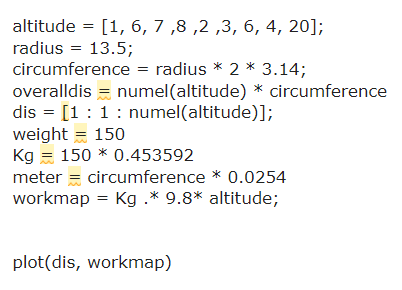 altitude = [1, 6, 7 ,8 ,2 ,3, 6, 4, 20];
radius = 13.5;
circumference = radius * 2 * 3.14;
overalldis = numel(altitude) * circumference
dis = [1 : 1 : numel(altitude)];
weight = 150
Kg = 150 * 0.453592
meter = circumference * 0.0254
workmap = Kg .* 9.8* altitude;
plot(dis, workmap)